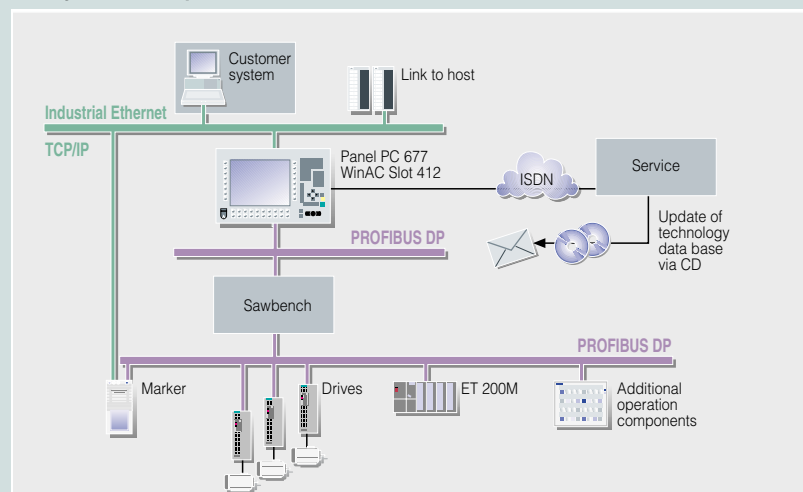 Customer
system
Link to host
Industrial Ethernet
TCP/IP
Panel PC 677
WinAC Slot 412
ISDN
Service
Update of
technology
data base
via CD
PROFIBUS DP
Sawbench
PROFIBUS DP
Marker
Drives
ET 200M
Additional
operation
components